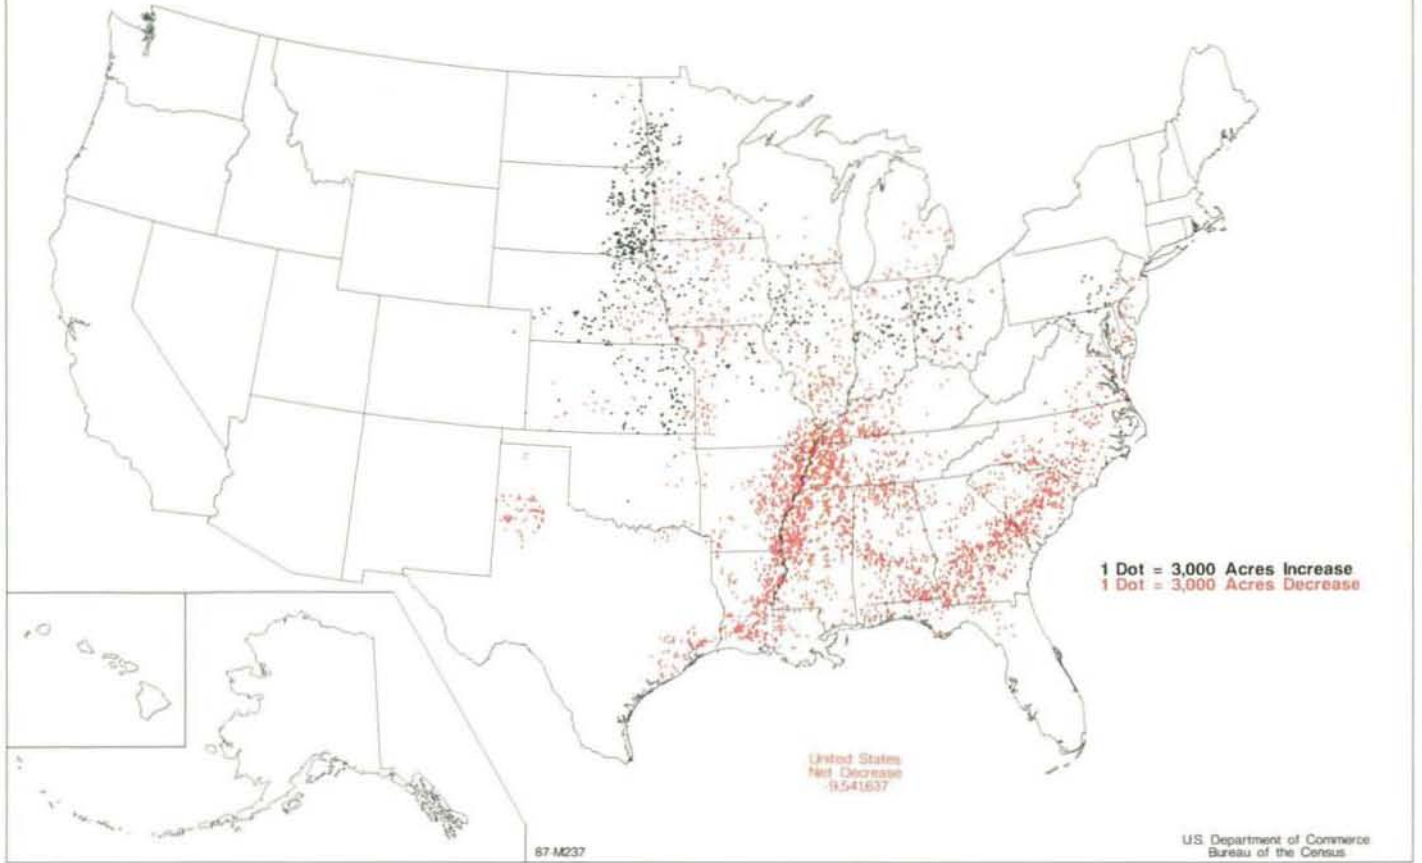 1 Dot = 3,000 Acres Increase
1 Dot = 3,000 Acres Decrease
United States
Net Decrease
-9,541,637
87-M237
U.S. Department of Commerce
Bureau of the Census